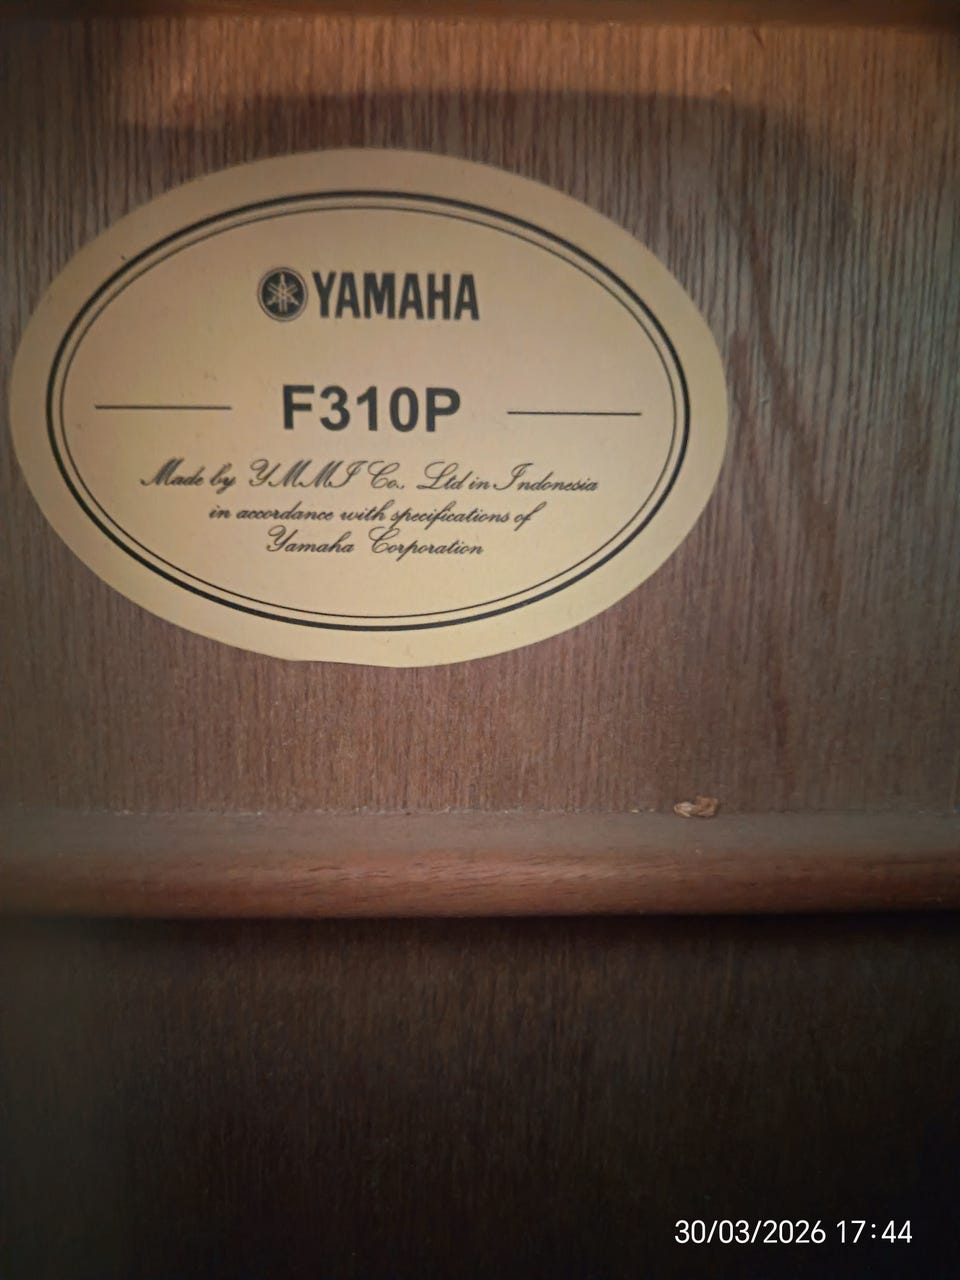 YAMAHA
F310P
Made by YMMI Co., Ltd in Indonesia
in accordance with specifications of
Yamaha Corporation
30/03/2026 17:44